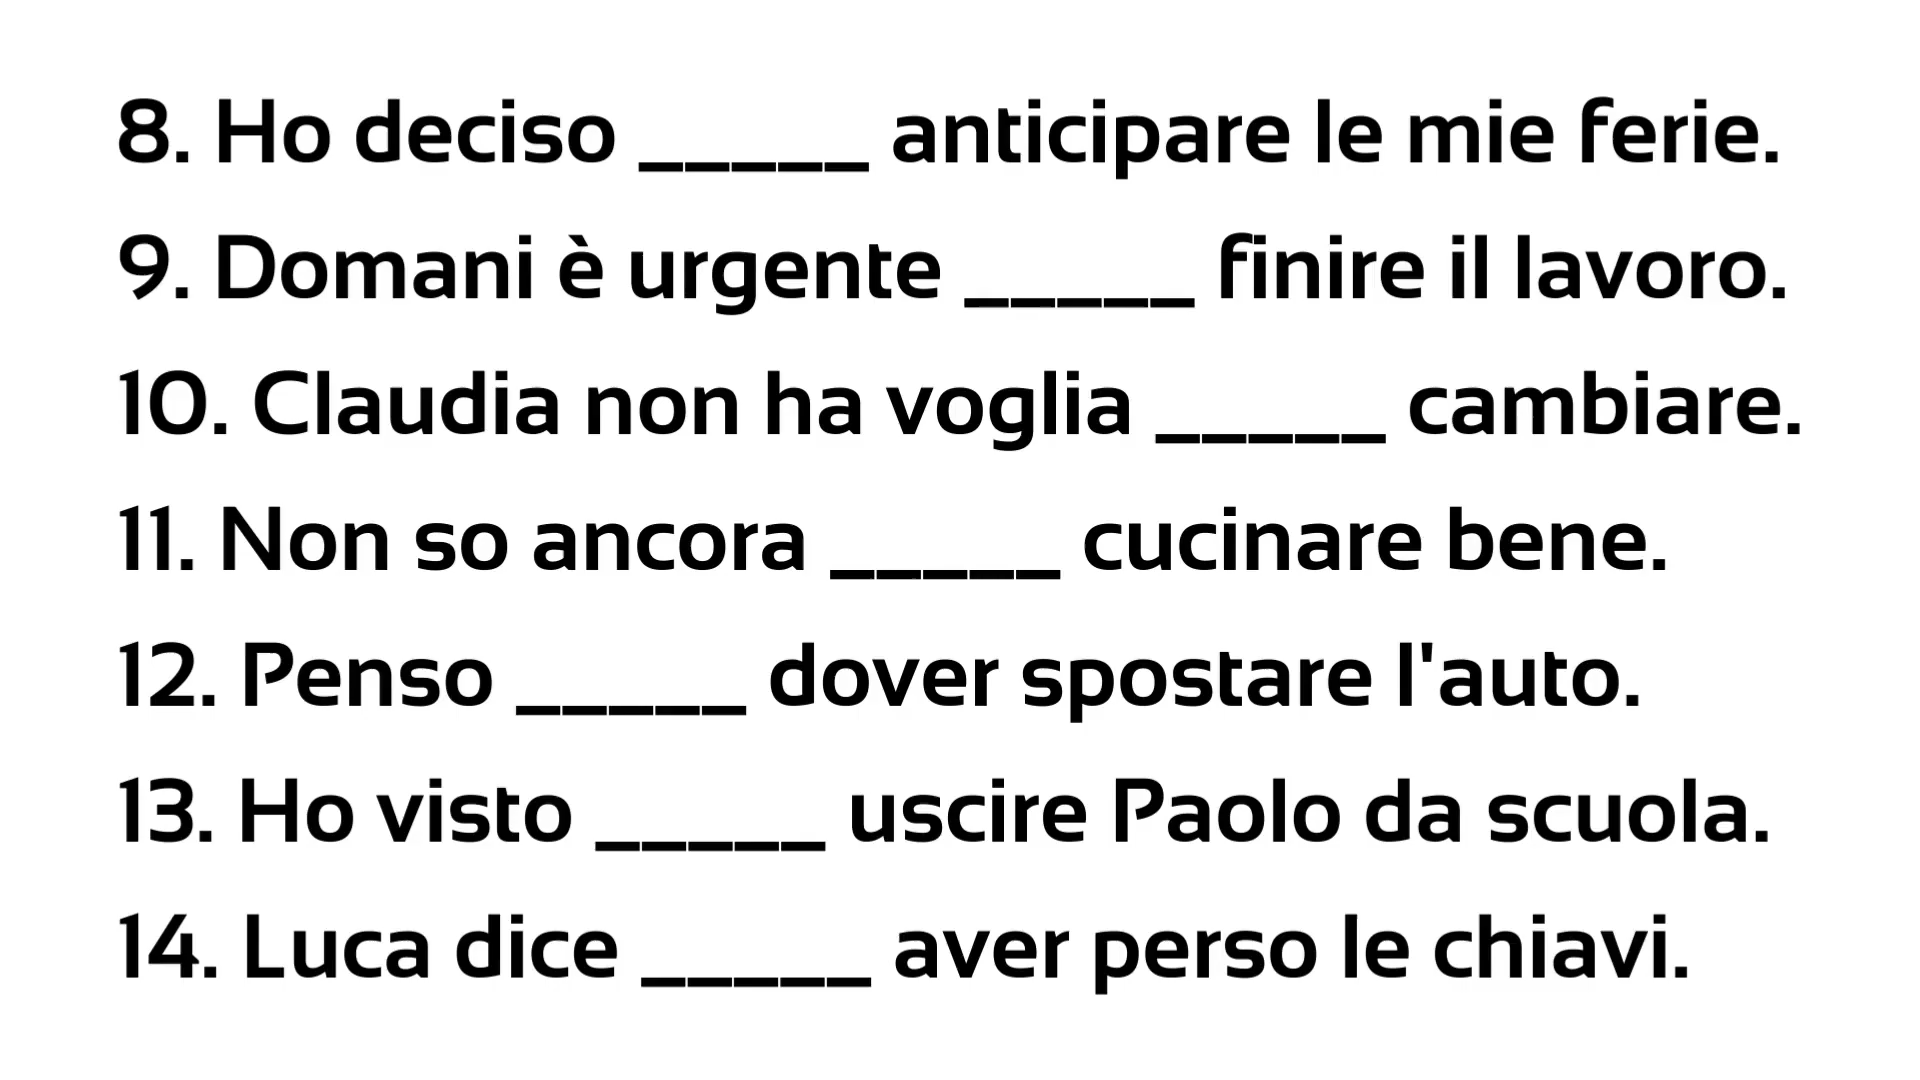 8. Ho deciso _____ anticipare le mie ferie.
9. Domani è urgente _____ finire il lavoro.
10. Claudia non ha voglia _____ cambiare.
11. Non so ancora _____ cucinare bene.
12. Penso _____ dover spostare l'auto.
13. Ho visto _____ uscire Paolo da scuola.
14. Luca dice _____ aver perso le chiavi.